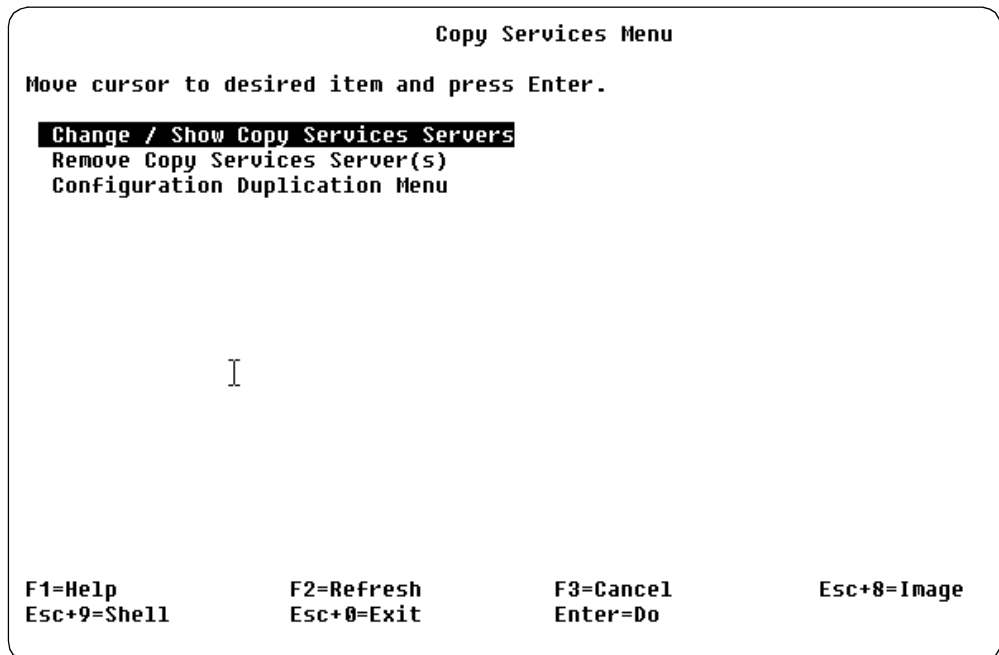 Copy Services Menu
Move cursor to desired item and press Enter.
Change / Show Copy Services Servers
Remove Copy Services Server(s)
Configuration Duplication Menu
F1=Help F2=Refresh F3=Cancel Esc+8=Image
Esc+9=Shell Esc+0=Exit Enter=Do